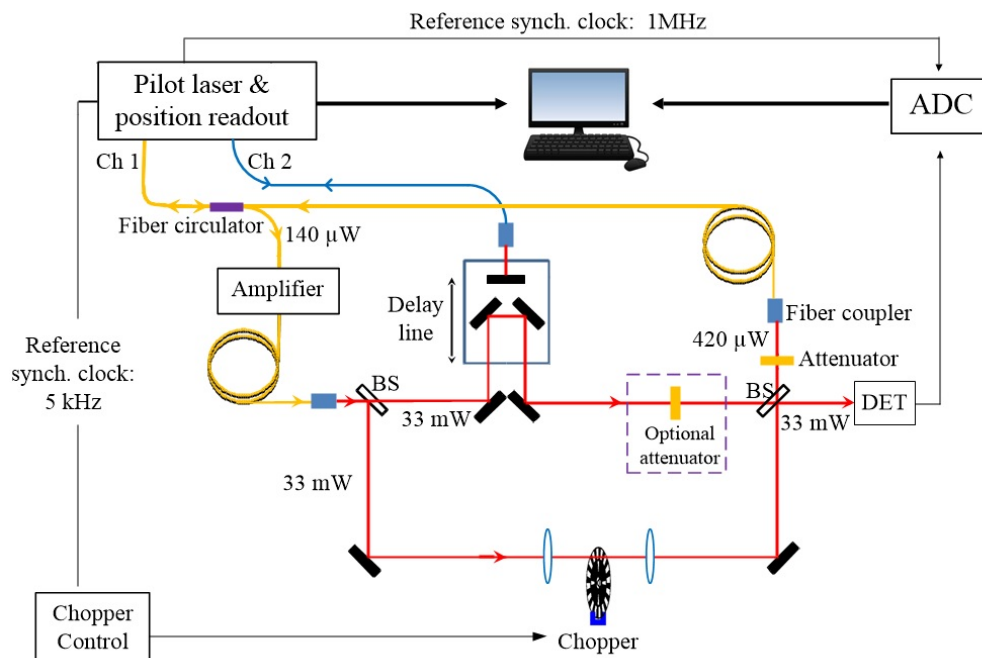 Reference synch. clock:  1MHz
Pilot laser &
position readout
ADC
Ch 1
Ch 2
Fiber circulator
140 µW
Amplifier
Delay
line
Fiber coupler
420 µW
Attenuator
Reference
synch. clock:
5 kHz
BS
33 mW
BS
33 mW
DET
Optional
attenuator
33 mW
Chopper
Control
Chopper